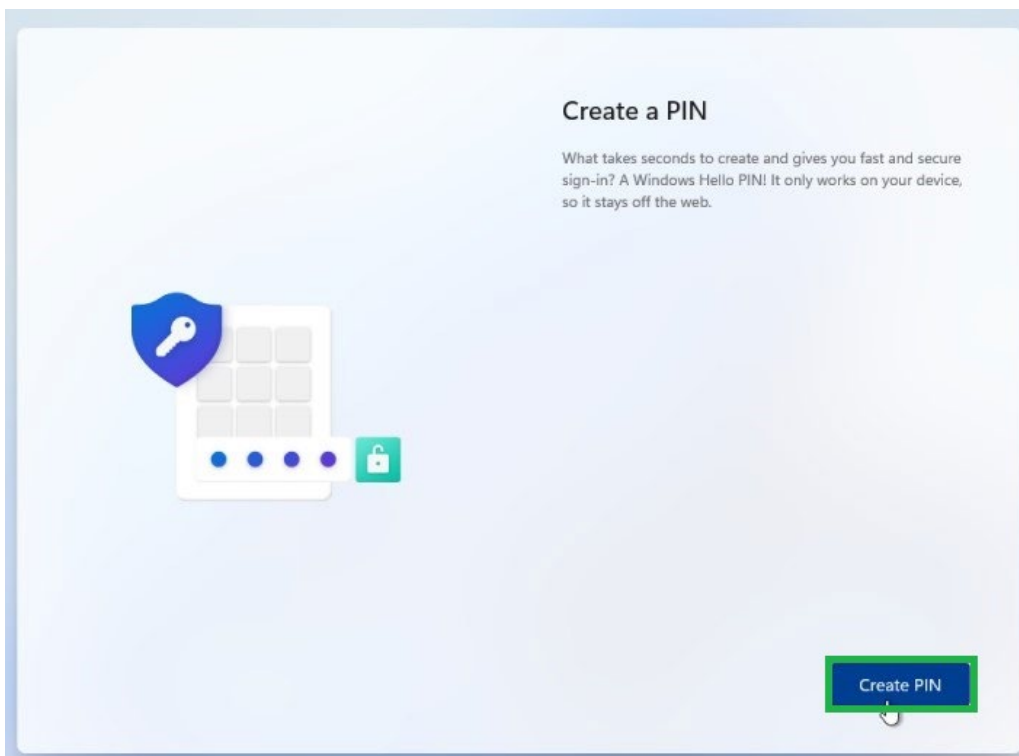 Create a PIN
What takes seconds to create and gives you fast and secure
sign-in? A Windows Hello PIN! It only works on your device,
so it stays off the web.
Create PIN